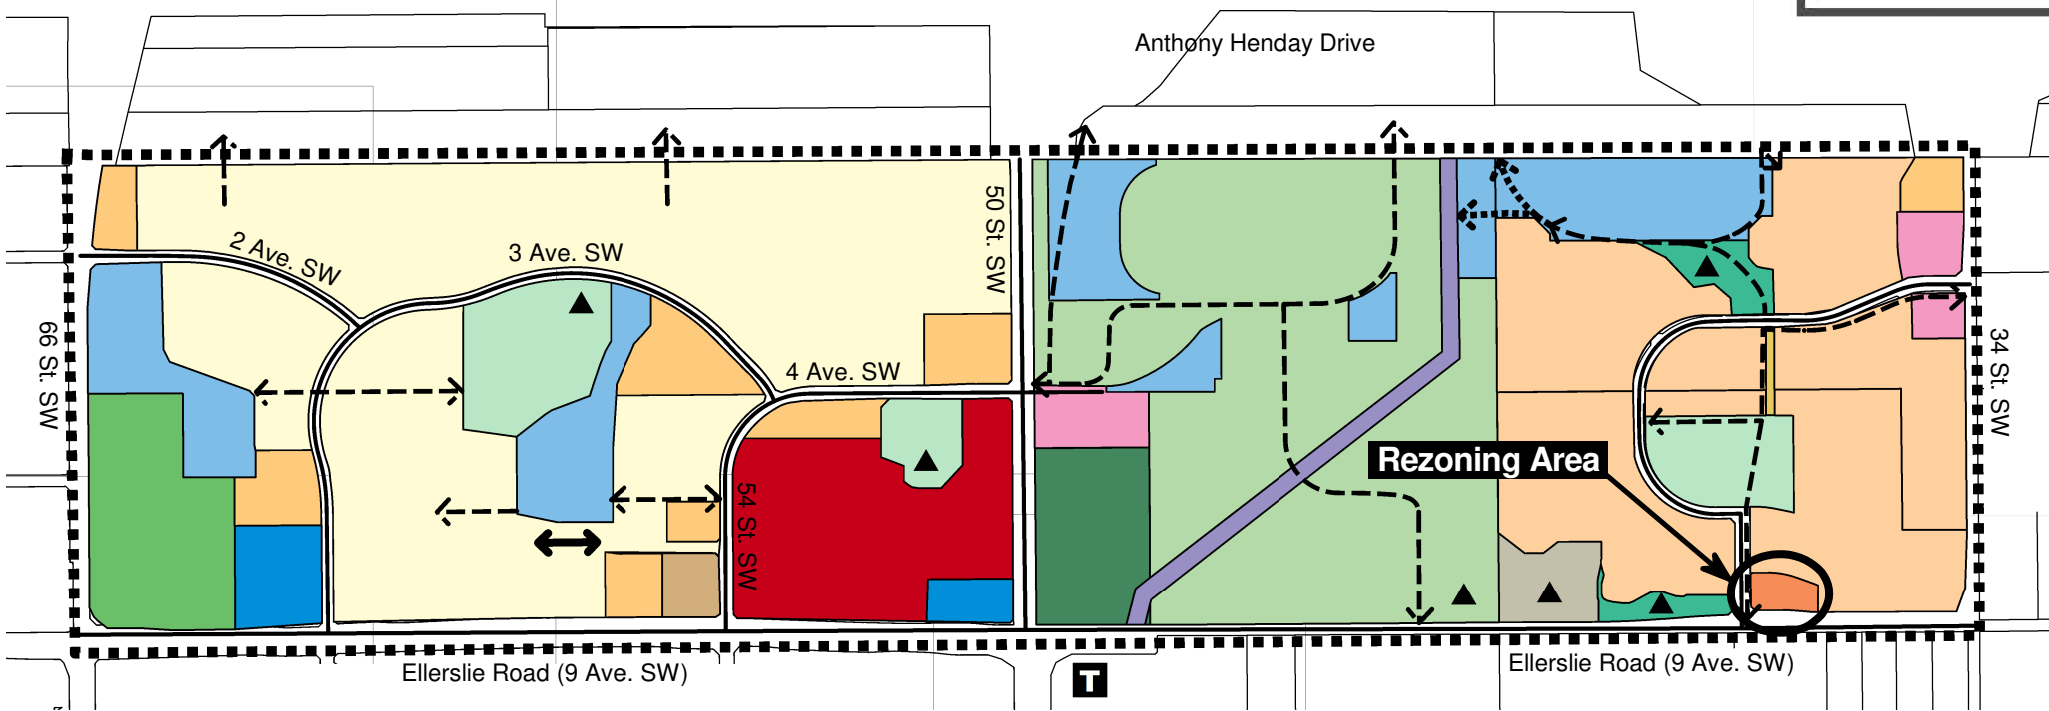 Anthony Henday Drive
2 Ave. SW
3 Ave. SW
50 St. SW
66 St. SW
4 Ave. SW
34 St. SW
Rezoning Area
54 St. SW
Ellerslie Road (9 Ave. SW)
T
Ellerslie Road (9 Ave. SW)